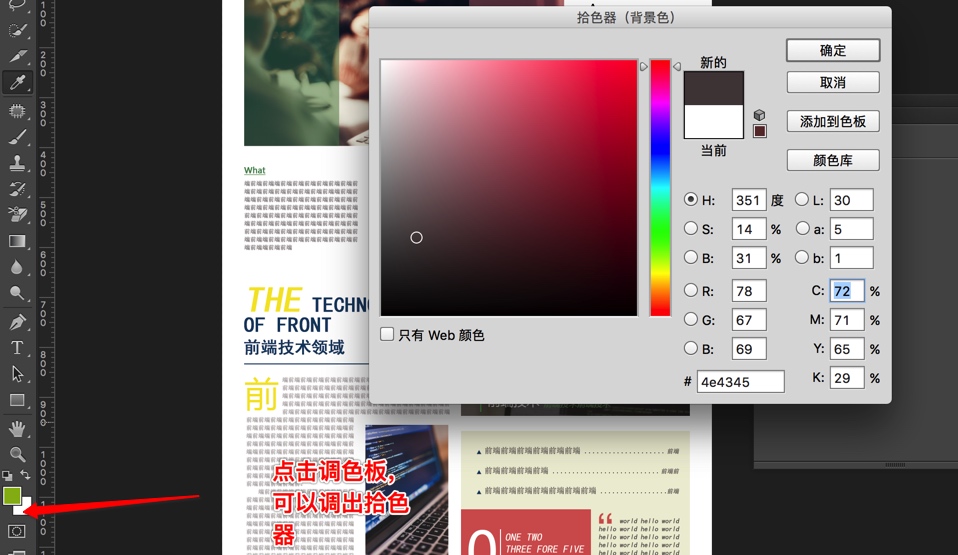 拾色器（背景色）
新的
当前
确定
取消
添加到色板
颜色库
H: 351 度
S: 14 %
B: 31 %
R: 78
G: 67
B: 69
L: 30
a: 5
b: 1
C: 72 %
M: 71 %
Y: 65 %
K: 29 %
# 4e4345
只有 Web 颜色
What
THE TECHNO
OF FRONT
前端技术领域
前
点击调色板,
可以调出拾色
器
▲前端前端前端前端前端前端 前端
▲前端前端前端前端 前端前
▲前端前端前端前端前端前端前端 前端
ONE TWO
THREE FORE FIVE
world hello world
hello world hello world
hello world hello world
hello world hello world
hello world hello world